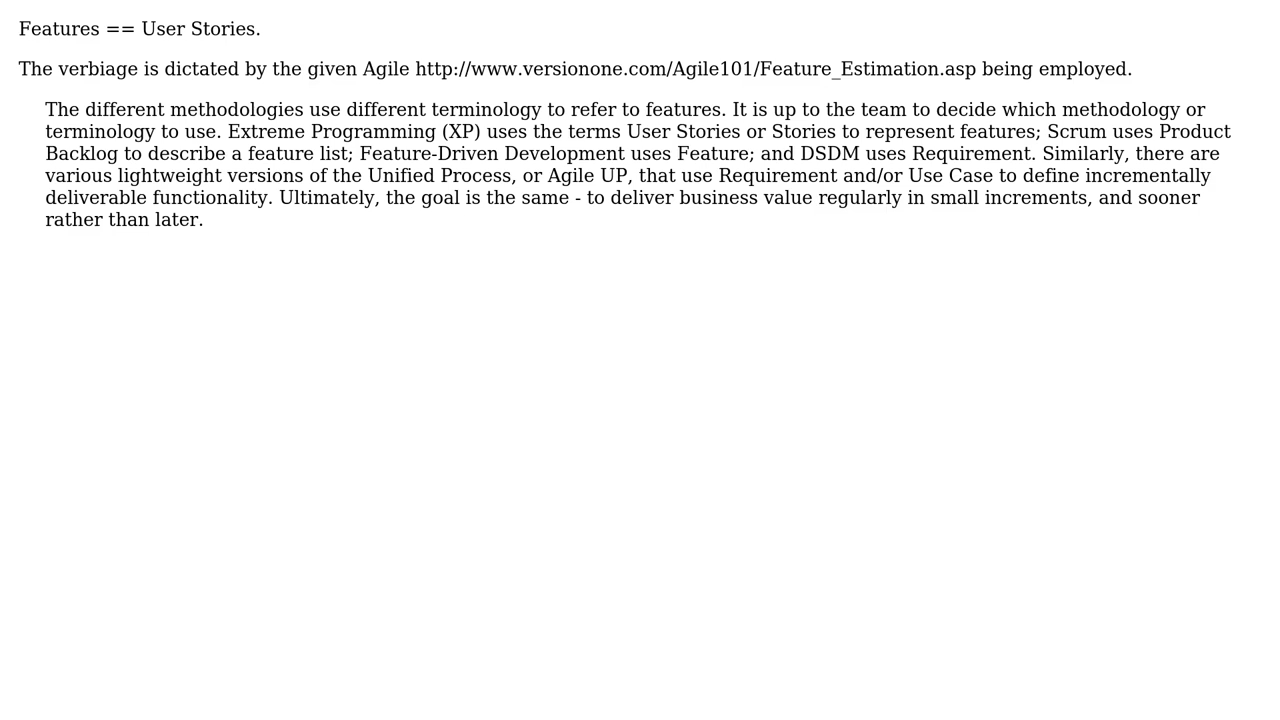 Features == User Stories.
The verbiage is dictated by the given Agile http://www.versionone.com/Agile101/Feature_Estimation.asp being employed.
The different methodologies use different terminology to refer to features. It is up to the team to decide which methodology or
terminology to use. Extreme Programming (XP) uses the terms User Stories or Stories to represent features; Scrum uses Product
Backlog to describe a feature list; Feature-Driven Development uses Feature; and DSDM uses Requirement. Similarly, there are
various lightweight versions of the Unified Process, or Agile UP, that use Requirement and/or Use Case to define incrementally
deliverable functionality. Ultimately, the goal is the same - to deliver business value regularly in small increments, and sooner
rather than later.